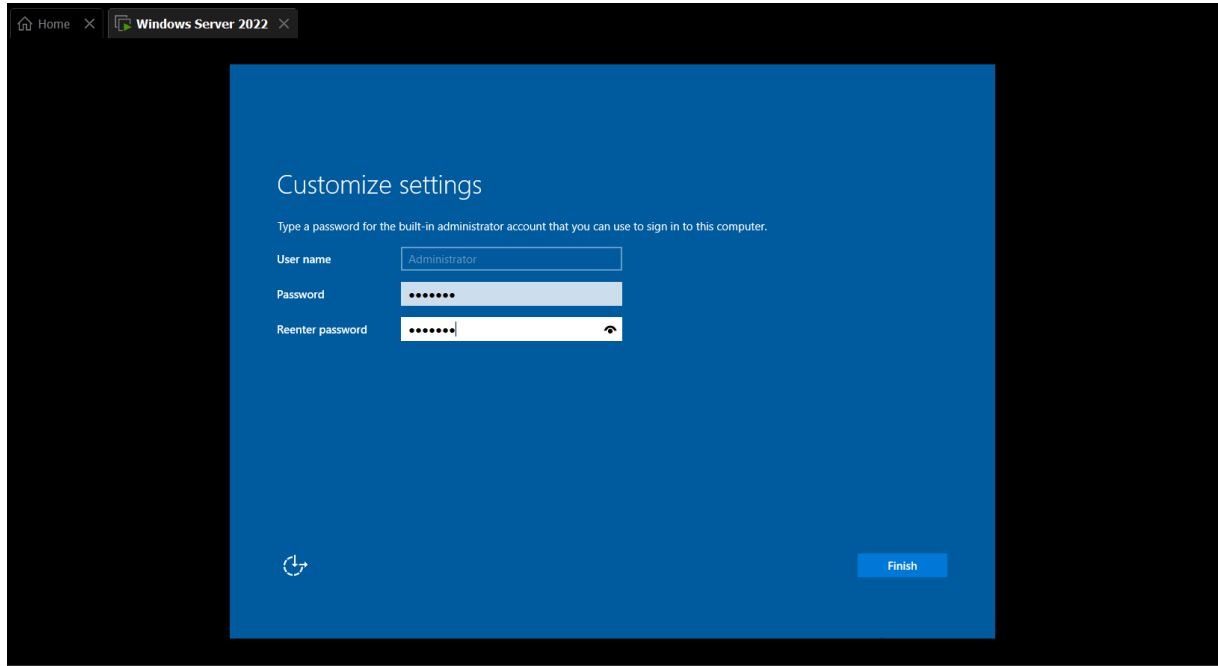 Home
Windows Server 2022
Customize settings
Type a password for the built-in administrator account that you can use to sign in to this computer.
User name Administrator
Password •••••••
Reenter password •••••••
Finish